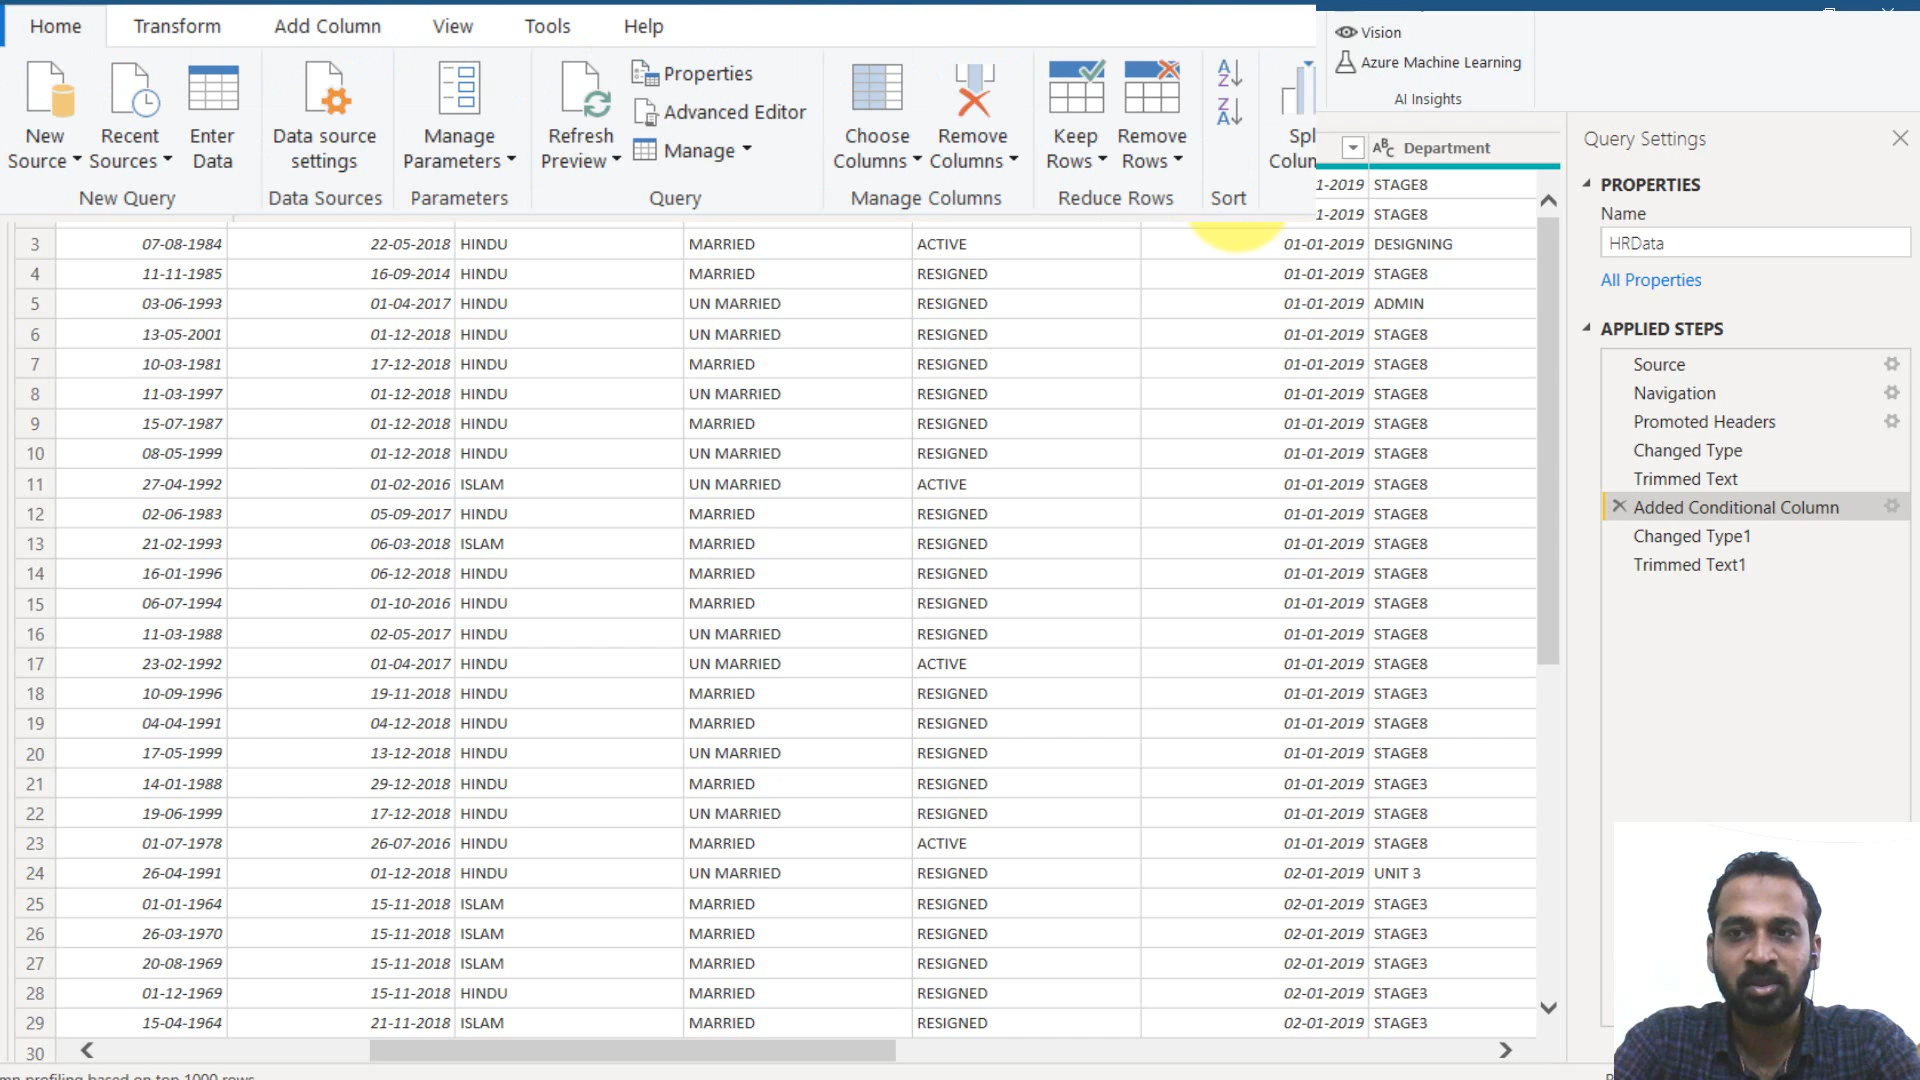 Home Transform Add Column View Tools Help
Vision
Azure Machine Learning
AI Insights
New Source
Recent Sources
Enter Data
New Query
Data source settings
Data Sources
Manage Parameters
Parameters
Refresh Preview
Properties
Advanced Editor
Manage
Query
Choose Columns
Remove Columns
Manage Columns
Keep Rows
Remove Rows
Reduce Rows
A Z
Z A
Sort
Spl
Colun
ABC Department
1-2019 STAGE8
1-2019 STAGE8
3 07-08-1984 22-05-2018 HINDU MARRIED ACTIVE 01-01-2019 DESIGNING
4 11-11-1985 16-09-2014 HINDU MARRIED RESIGNED 01-01-2019 STAGE8
5 03-06-1993 01-04-2017 HINDU UN MARRIED RESIGNED 01-01-2019 ADMIN
6 13-05-2001 01-12-2018 HINDU UN MARRIED RESIGNED 01-01-2019 STAGE8
7 10-03-1981 17-12-2018 HINDU MARRIED RESIGNED 01-01-2019 STAGE8
8 11-03-1997 01-12-2018 HINDU UN MARRIED RESIGNED 01-01-2019 STAGE8
9 15-07-1987 01-12-2018 HINDU MARRIED RESIGNED 01-01-2019 STAGE8
10 08-05-1999 01-12-2018 HINDU UN MARRIED RESIGNED 01-01-2019 STAGE8
11 27-04-1992 01-02-2016 ISLAM UN MARRIED ACTIVE 01-01-2019 STAGE8
12 02-06-1983 05-09-2017 HINDU MARRIED RESIGNED 01-01-2019 STAGE8
13 21-02-1993 06-03-2018 ISLAM MARRIED RESIGNED 01-01-2019 STAGE8
14 16-01-1996 06-12-2018 HINDU MARRIED RESIGNED 01-01-2019 STAGE8
15 06-07-1994 01-10-2016 HINDU MARRIED RESIGNED 01-01-2019 STAGE8
16 11-03-1988 02-05-2017 HINDU UN MARRIED RESIGNED 01-01-2019 STAGE8
17 23-02-1992 01-04-2017 HINDU UN MARRIED ACTIVE 01-01-2019 STAGE8
18 10-09-1996 19-11-2018 HINDU MARRIED RESIGNED 01-01-2019 STAGE3
19 04-04-1991 04-12-2018 HINDU MARRIED RESIGNED 01-01-2019 STAGE8
20 17-05-1999 13-12-2018 HINDU UN MARRIED RESIGNED 01-01-2019 STAGE8
21 14-01-1988 29-12-2018 HINDU MARRIED RESIGNED 01-01-2019 STAGE3
22 19-06-1999 17-12-2018 HINDU UN MARRIED RESIGNED 01-01-2019 STAGE8
23 01-07-1978 26-07-2016 HINDU MARRIED ACTIVE 01-01-2019 STAGE8
24 26-04-1991 01-12-2018 HINDU UN MARRIED RESIGNED 02-01-2019 UNIT 3
25 01-01-1964 15-11-2018 ISLAM MARRIED RESIGNED 02-01-2019 STAGE3
26 26-03-1970 15-11-2018 ISLAM MARRIED RESIGNED 02-01-2019 STAGE3
27 20-08-1969 15-11-2018 ISLAM MARRIED RESIGNED 02-01-2019 STAGE3
28 01-12-1969 15-11-2018 HINDU MARRIED RESIGNED 02-01-2019 STAGE3
29 15-04-1964 21-11-2018 ISLAM MARRIED RESIGNED 02-01-2019 STAGE3
30
Query Settings
PROPERTIES
Name
HRData
All Properties
APPLIED STEPS
Source
Navigation
Promoted Headers
Changed Type
Trimmed Text
Added Conditional Column
Changed Type1
Trimmed Text1
profiling based on top 1000 rows